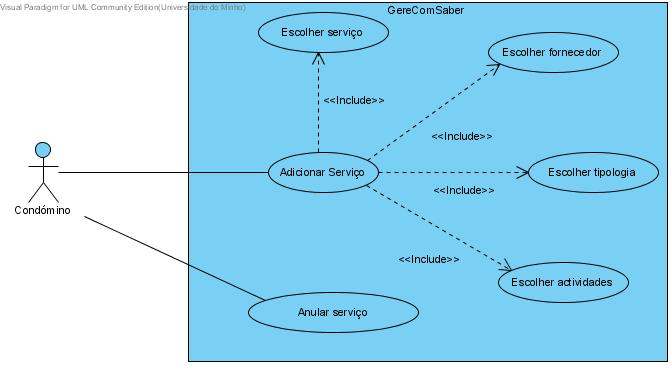 Visual Paradigm for UML Community Edition(Universidade do Minho)
GereComSaber
Escolher serviço
Escolher fornecedor
<<Include>>
<<Include>>
Adicionar Serviço
Escolher tipologia
<<Include>>
Condómino
<<Include>>
Escolher actividades
Anular serviço